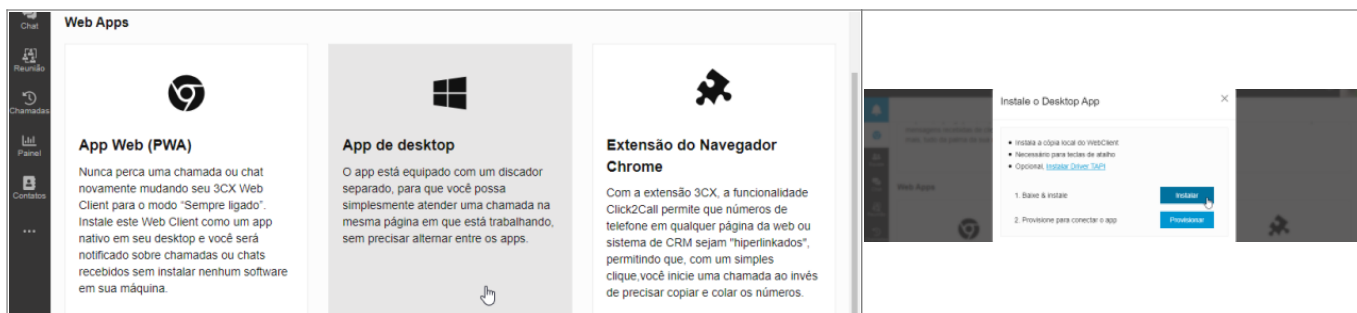 Chat
Reunião
Chamadas
Painel
Contatos
Web Apps
App Web (PWA)
Nunca perca uma chamada ou chat
novamente mudando seu 3CX Web
Client para o modo “Sempre ligado”.
Instale este Web Client como um app
nativo em seu desktop e você será
notificado sobre chamadas ou chats
recebidos sem instalar nenhum software
em sua máquina.
App de desktop
O app está equipado com um discador
separado, para que você possa
simplesmente atender uma chamada na
mesma página em que está trabalhando,
sem precisar alternar entre os apps.
Extensão do Navegador
Chrome
Com a extensão 3CX, a funcionalidade
Click2Call permite que números de
telefone em qualquer página da web ou
sistema de CRM sejam "hiperlinkados",
permitindo que, com um simples
clique,você inicie uma chamada ao invés
de precisar copiar e colar os números.
Instale o Desktop App
Instala a cópia local do WebClient
Necessário para teclas de atalho
Opcional, Instalar Driver TAPI
1. Baixe & instale
Instalar
2. Provisione para conectar o app
Provisionar
Web Apps